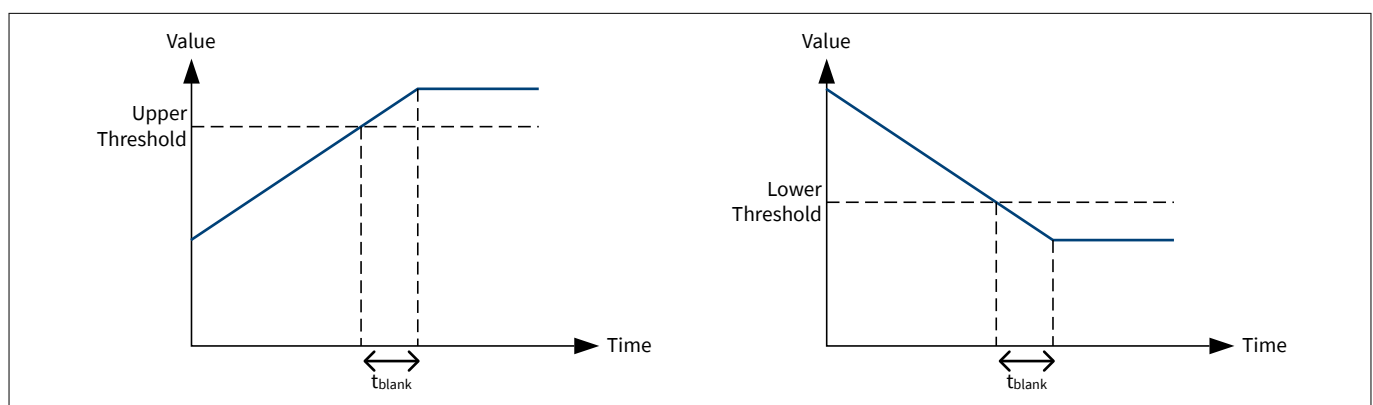 Value
Upper
Threshold
Time
tblank
Value
Lower
Threshold
Time
tblank